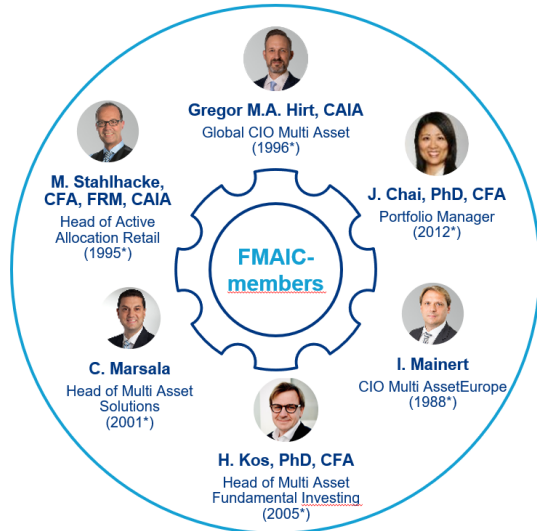 Gregor M.A. Hirt, CAIA
Global CIO Multi Asset
(1996*)
M. Stahlhacke,
CFA, FRM, CAIA
Head of Active
Allocation Retail
(1995*)
J. Chai, PhD, CFA
Portfolio Manager
(2012*)
FMAIC-
members
C. Marsala
Head of Multi Asset
Solutions
(2001*)
I. Mainert
CIO Multi AssetEurope
(1988*)
H. Kos, PhD, CFA
Head of Multi Asset
Fundamental Investing
(2005*)